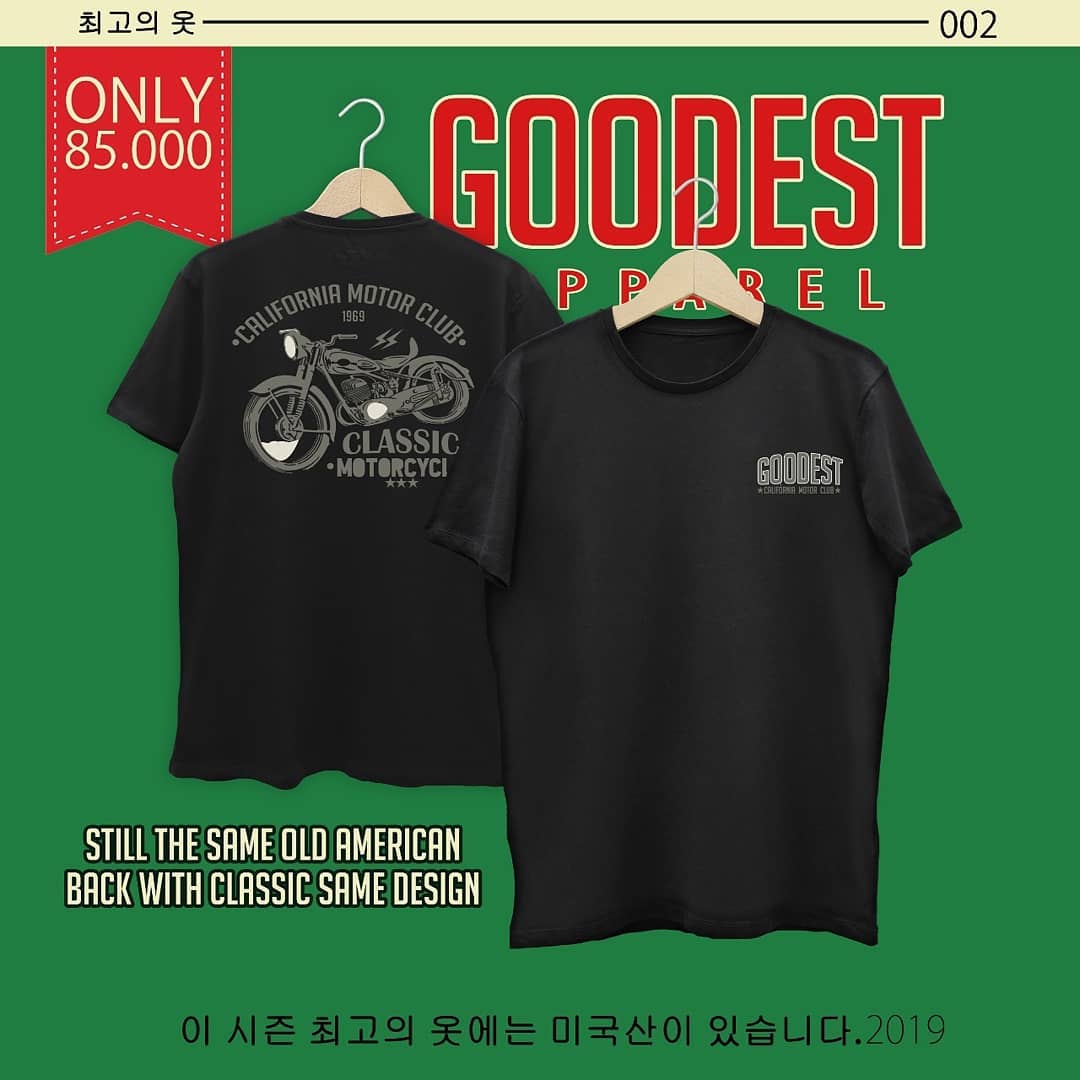 최고의 옷 002
ONLY
85.000
GOODEST
PPAREL
CALIFORNIA MOTOR CLUB
1969
CLASSIC
MOTORCYCL
GOODEST
★CALIFORNIA MOTOR CLUB★
STILL THE SAME OLD AMERICAN
BACK WITH CLASSIC SAME DESIGN
이 시즌 최고의 옷에는 미국산이 있습니다.2019